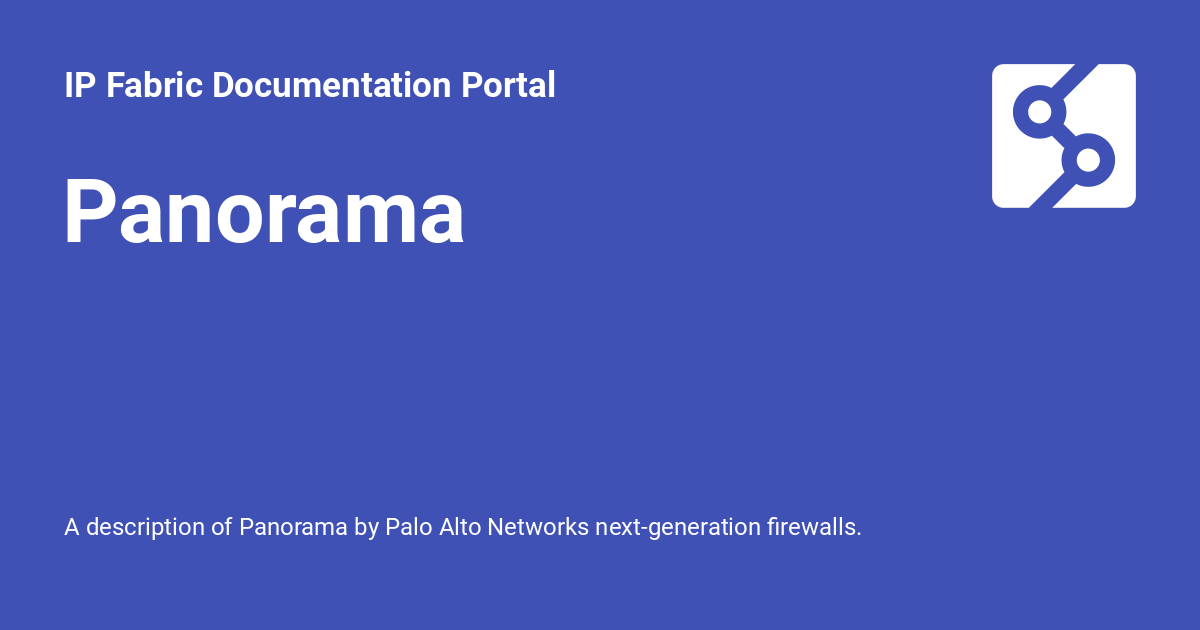 IP Fabric Documentation Portal
Panorama
A description of Panorama by Palo Alto Networks next-generation firewalls.